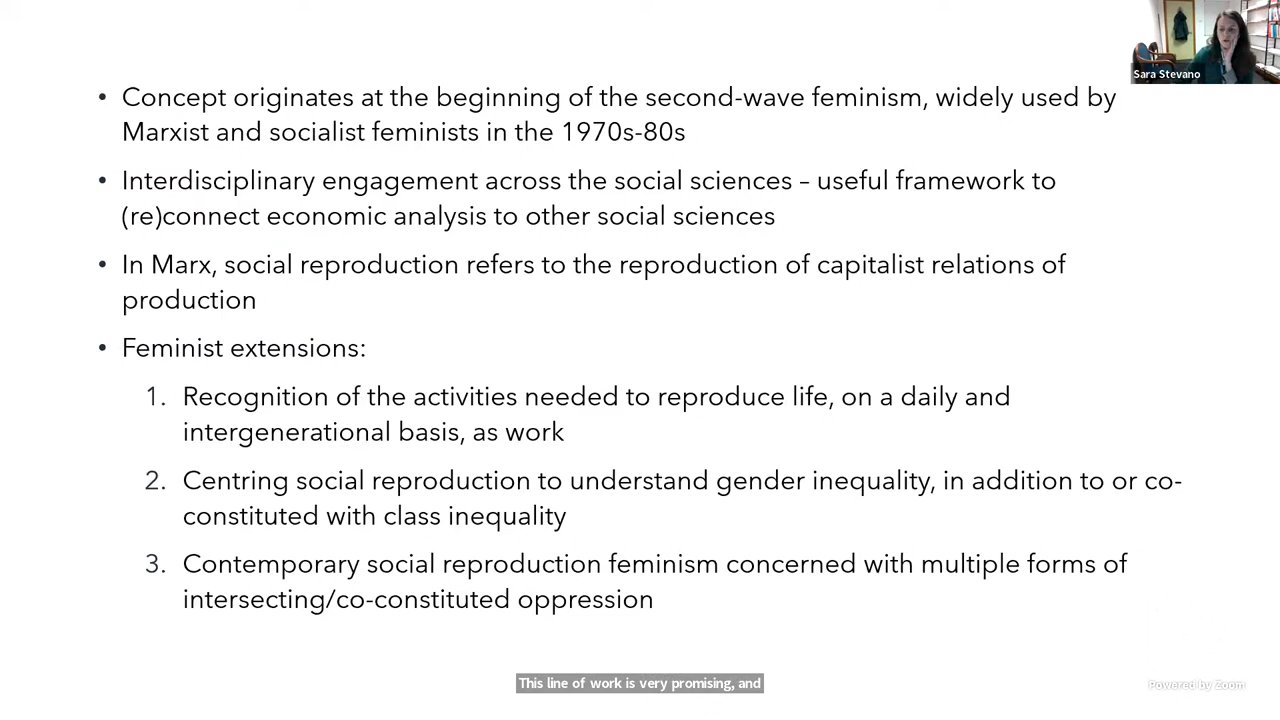 Sara Stevano
• Concept originates at the beginning of the second-wave feminism, widely used by
Marxist and socialist feminists in the 1970s-80s
• Interdisciplinary engagement across the social sciences – useful framework to
(re)connect economic analysis to other social sciences
• In Marx, social reproduction refers to the reproduction of capitalist relations of
production
• Feminist extensions:
1. Recognition of the activities needed to reproduce life, on a daily and
intergenerational basis, as work
2. Centring social reproduction to understand gender inequality, in addition to or co-
constituted with class inequality
3. Contemporary social reproduction feminism concerned with multiple forms of
intersecting/co-constituted oppression
This line of work is very promising, and
Powered by Zoom